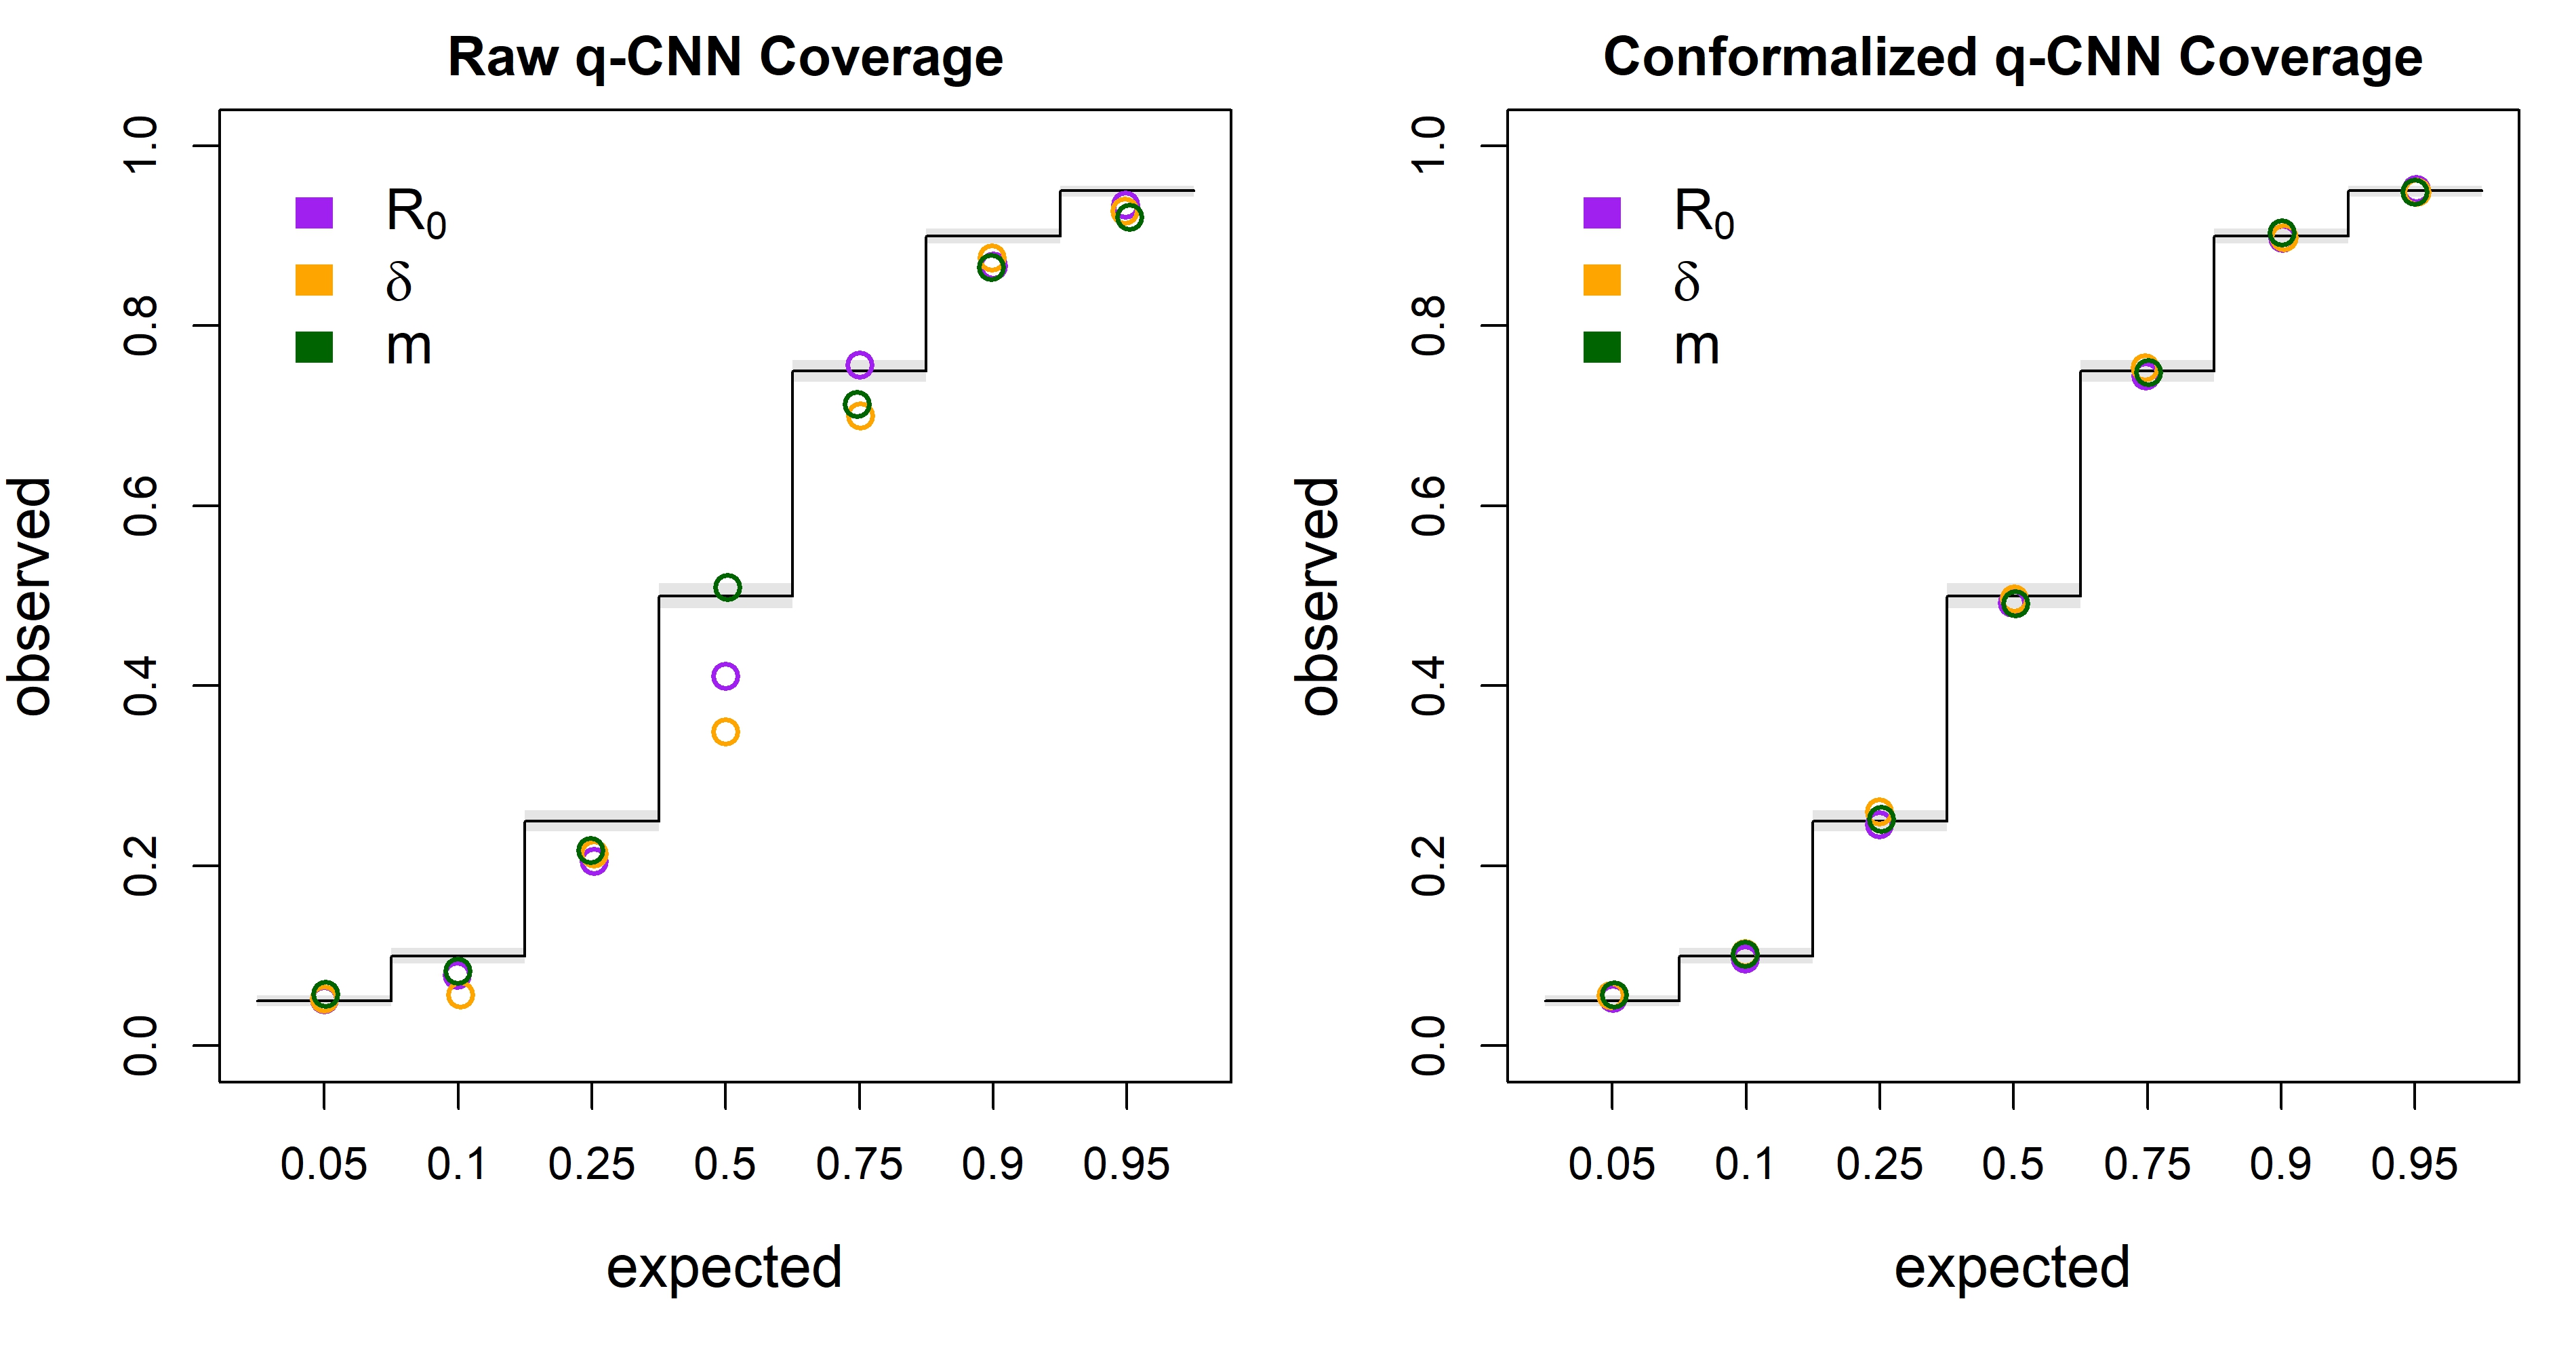 Raw q-CNN Coverage
observed
1.0
0.8
0.6
0.4
0.2
0.0
R₀
δ
m
0.05 0.1 0.25 0.5 0.75 0.9 0.95
expected
Conformalized q-CNN Coverage
observed
1.0
0.8
0.6
0.4
0.2
0.0
R₀
δ
m
0.05 0.1 0.25 0.5 0.75 0.9 0.95
expected